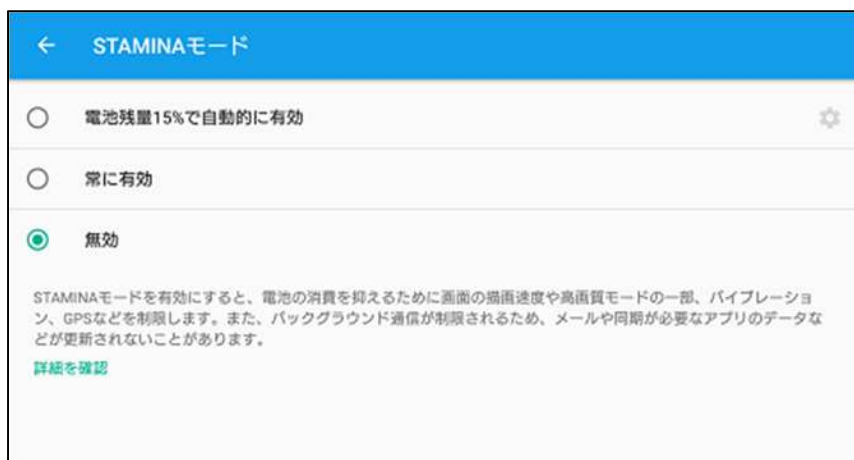 STAMINAモード
電池残量15%で自動的に有効
常に有効
無効
STAMINAモードを有効にすると、電池の消費を抑えるために画面の描画速度や高画質モードの一部、バイブレーショ
ン、GPSなどを制限します。また、バックグラウンド通信が制限されるため、メールや同期が必要なアプリのデータな
どが更新されないことがあります。
詳細を確認